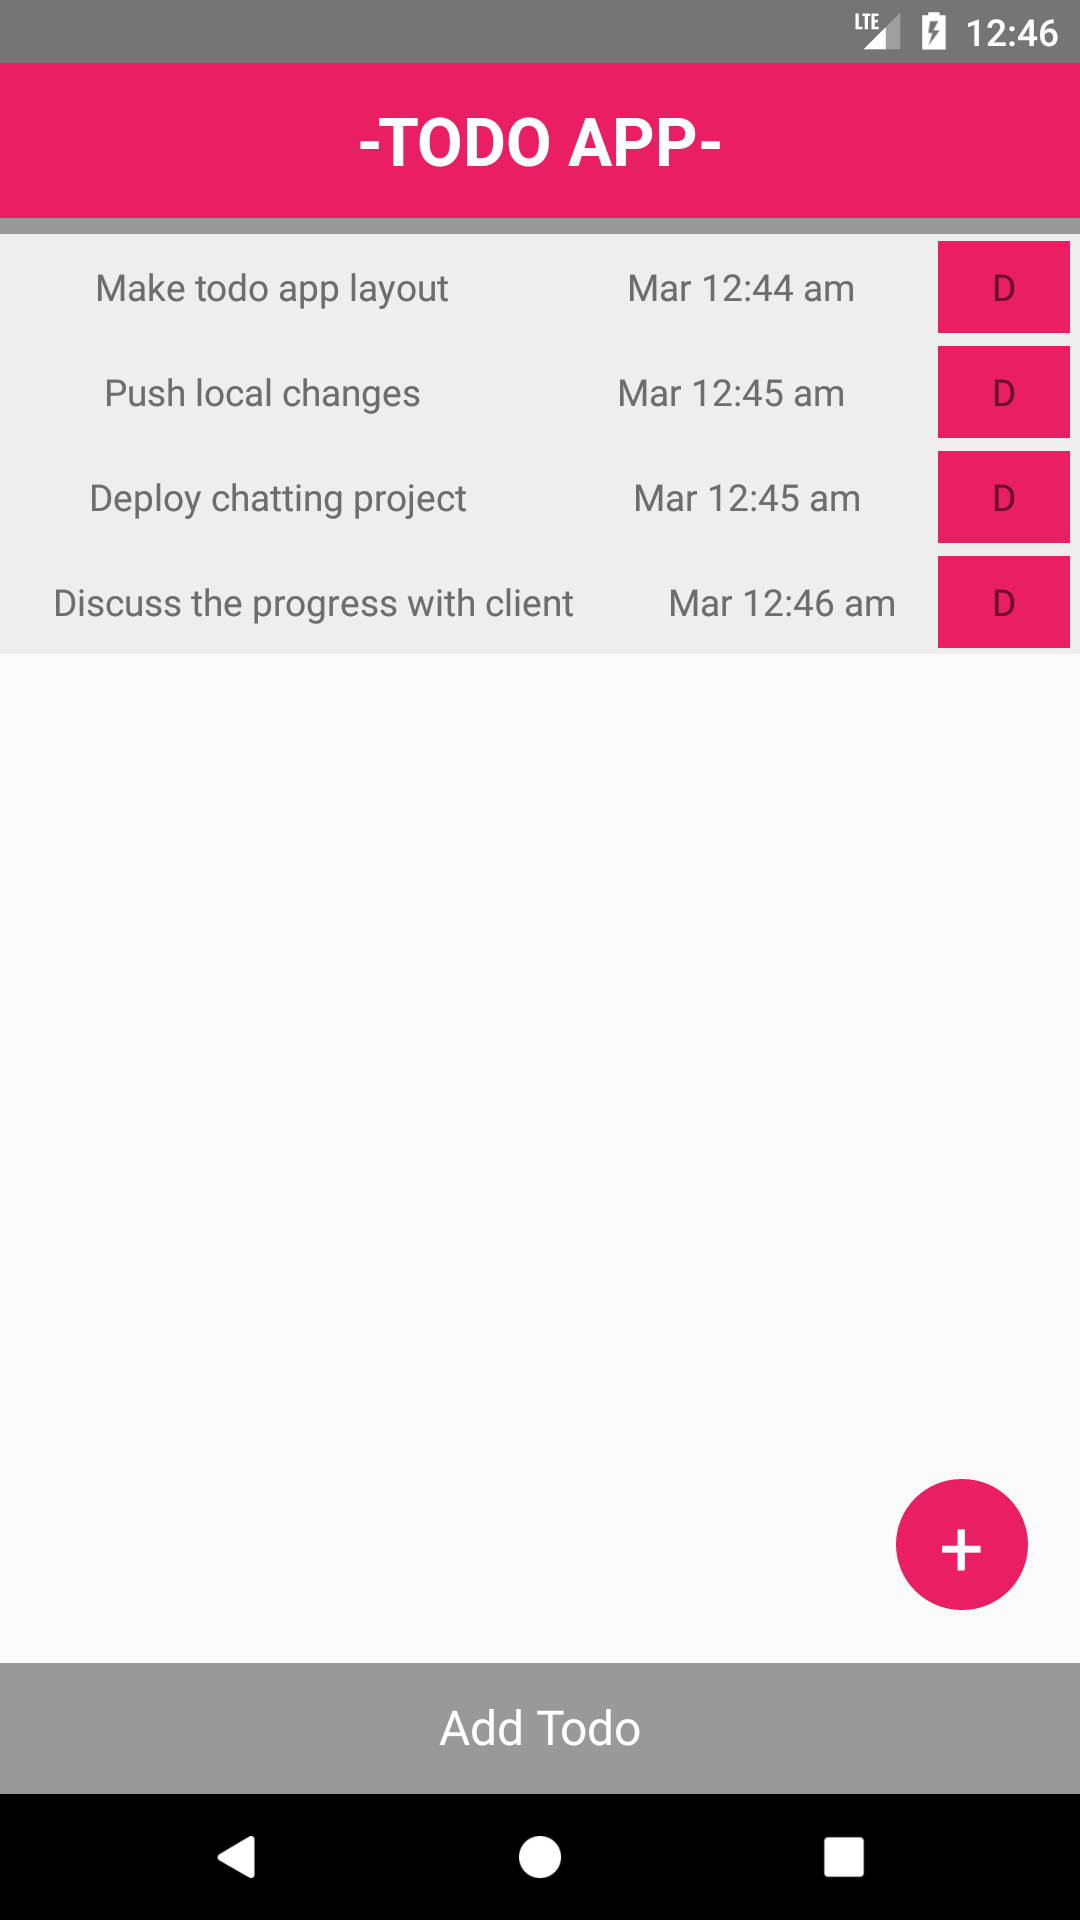 LTE 12:46
-TODO APP-
Make todo app layout Mar 12:44 am D
Push local changes Mar 12:45 am D
Deploy chatting project Mar 12:45 am D
Discuss the progress with client Mar 12:46 am D
+
Add Todo